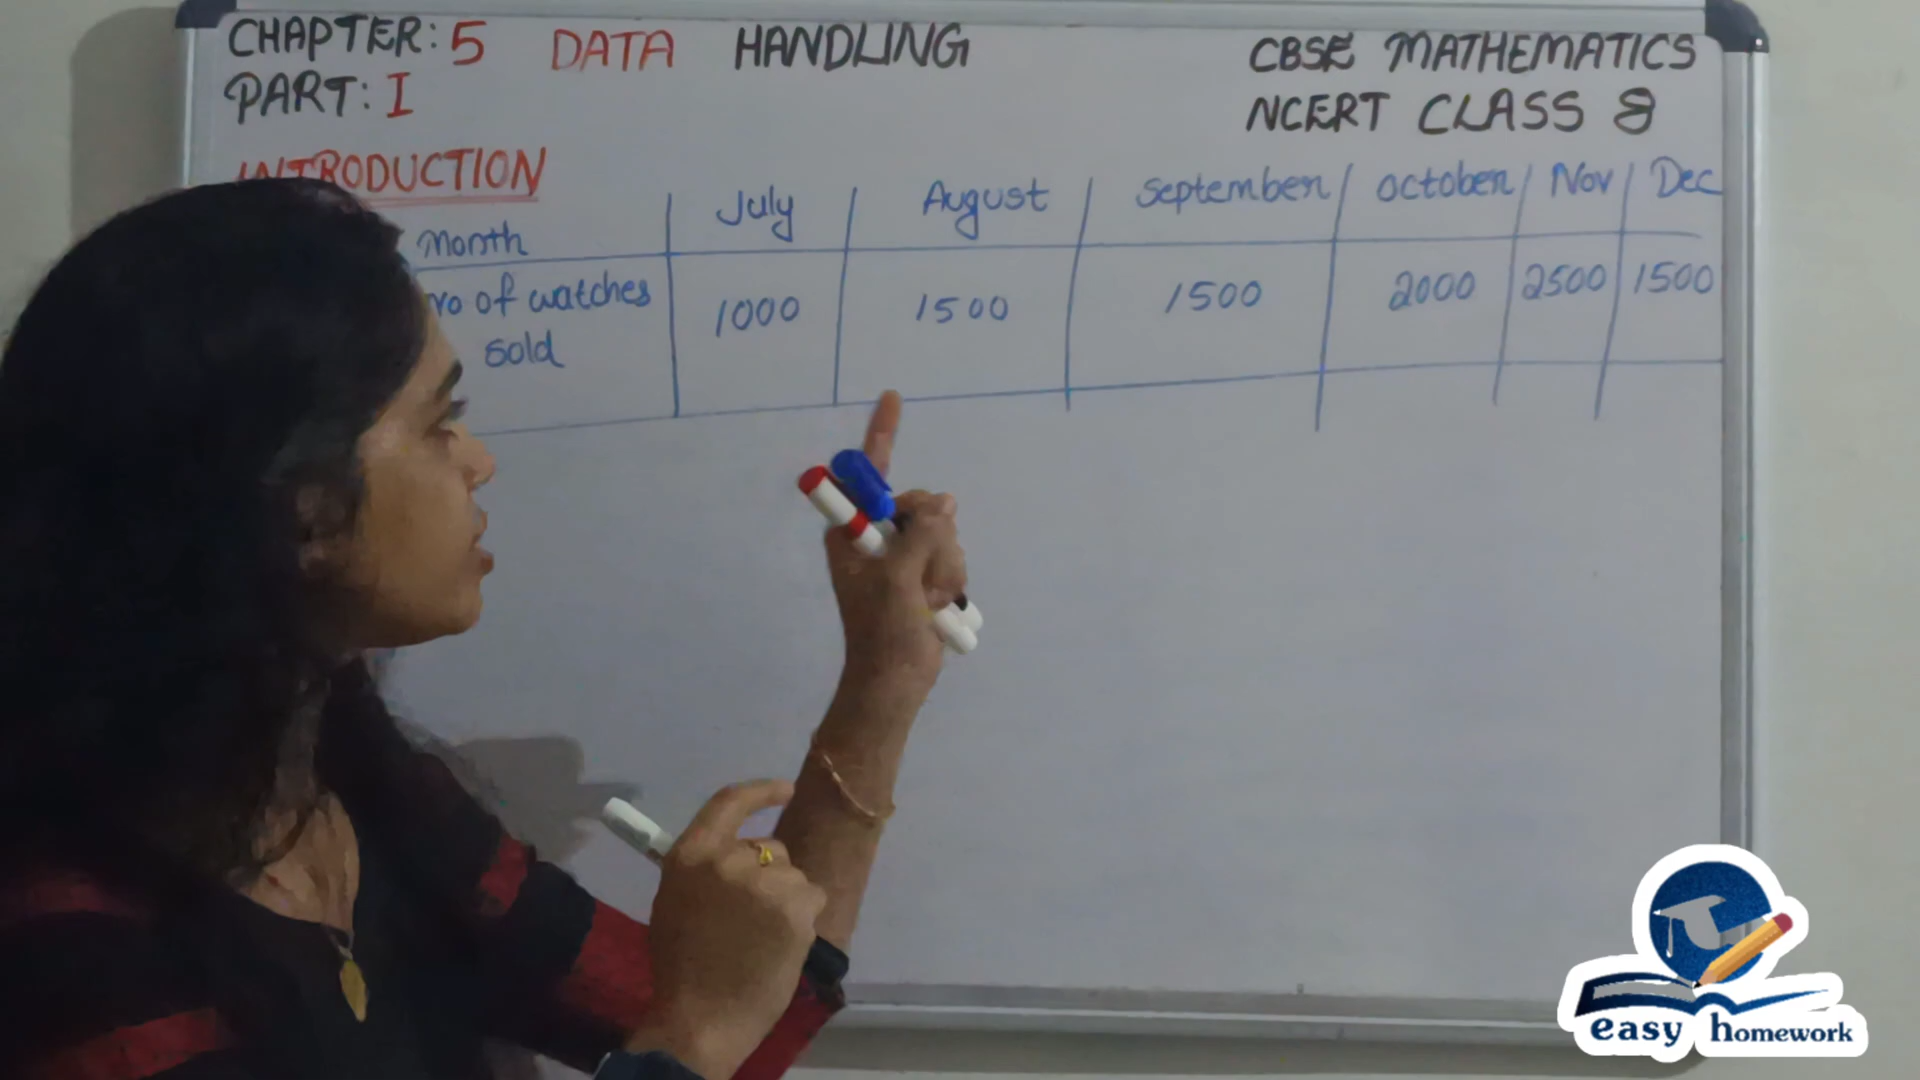 CHAPTER: 5 DATA HANDLING
PART: I
CBSE MATHEMATICS
NCERT CLASS 8
INTRODUCTION
Month July August September October Nov Dec
no of watches sold 1000 1500 1500 2000 2500 1500
easy homework